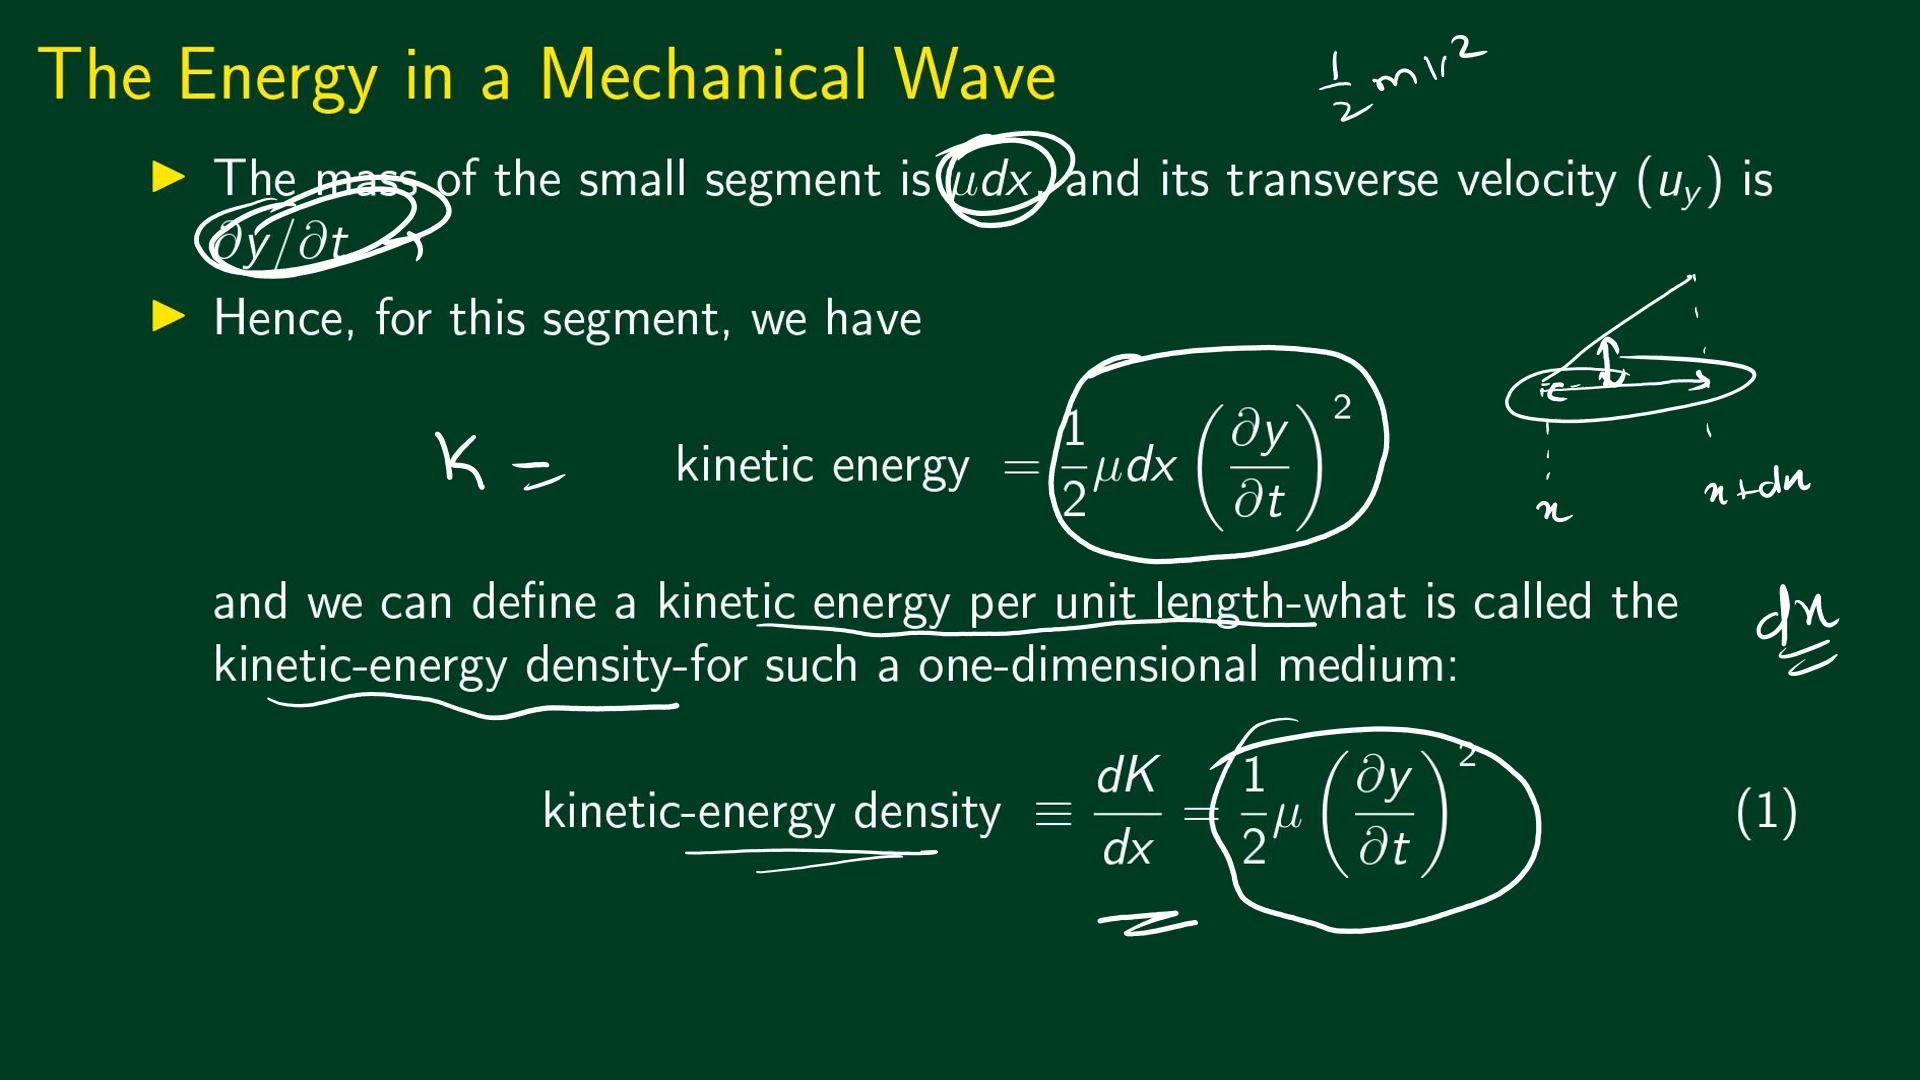 The Energy in a Mechanical Wave
½mv²
▶ The mass of the small segment is μdx, and its transverse velocity (u_y) is
∂y/∂t
▶ Hence, for this segment, we have
K = kinetic energy = 1/2 μdx (∂y/∂t)²
x
x+dx
and we can define a kinetic energy per unit length-what is called the
dx
kinetic-energy density-for such a one-dimensional medium:
kinetic-energy density ≡ dK/dx = 1/2 μ (∂y/∂t)² (1)